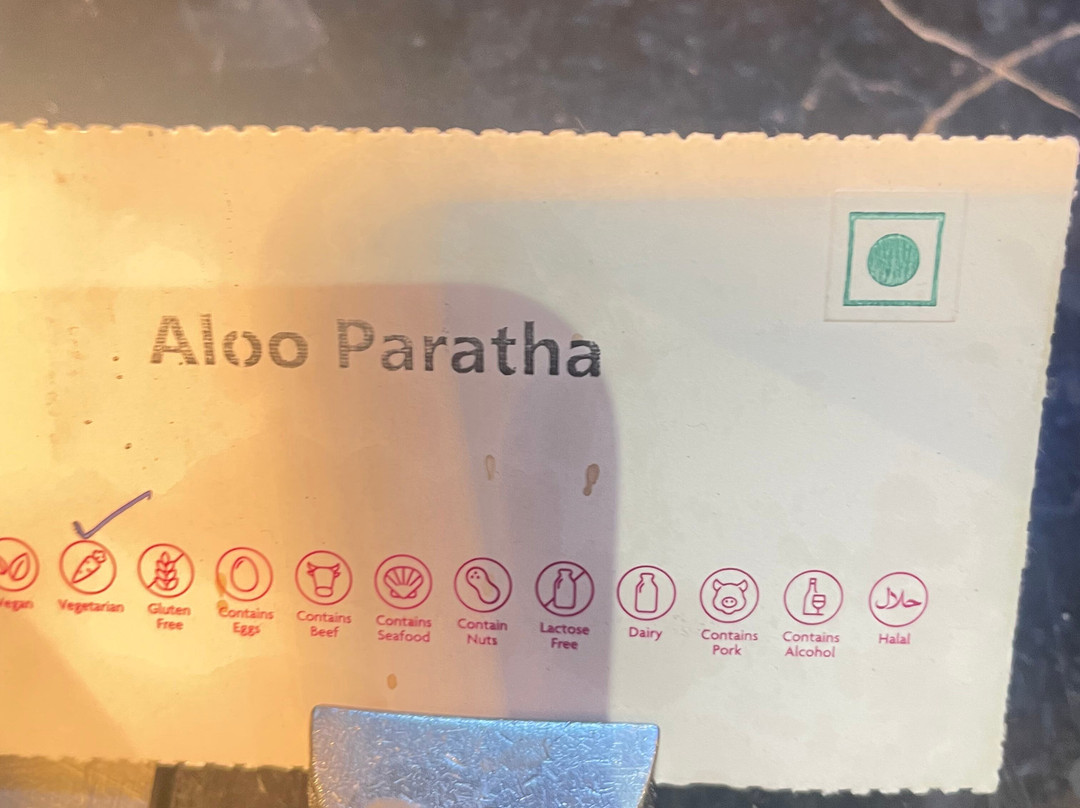 Aloo Paratha
Vegan Vegetarian Gluten Free Contains Eggs Contains Beef Contains Seafood Contain Nuts Lactose Free Dairy Contains Pork Contains Alcohol حلال Halal